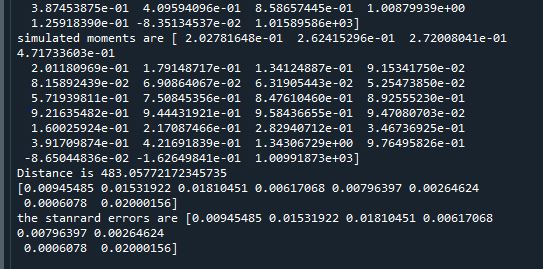 3.87453875e-01 4.09594096e-01 8.58657445e-01 1.00879939e+00
1.25918390e-01 -8.35134537e-02 1.01589586e+03]
simulated moments are [ 2.02781648e-01 2.62415296e-01 2.72008041e-01
4.71733603e-01
2.01180969e-01 1.79148717e-01 1.34124887e-01 9.15341750e-02
8.15892439e-02 6.90864067e-02 6.31905443e-02 5.25473850e-02
5.71939811e-01 7.50845356e-01 8.47610460e-01 8.92555230e-01
9.21635482e-01 9.44431921e-01 9.58436655e-01 9.47080703e-02
1.60025924e-01 2.17087466e-01 2.82940712e-01 3.46736925e-01
3.91709874e-01 4.21691839e-01 1.34306729e+00 9.76495826e-01
-8.65044836e-02 -1.62649841e-01 1.00991873e+03]
Distance is 483.05772172345735
[0.00945485 0.01531922 0.01810451 0.00617068 0.00796397 0.00264624
0.0006078 0.02000156]
the stanrard errors are [0.00945485 0.01531922 0.01810451 0.00617068
0.00796397 0.00264624
0.0006078 0.02000156]